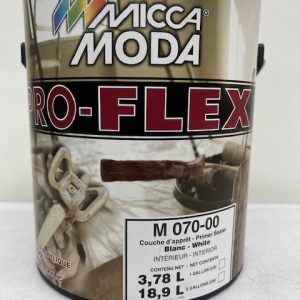 MICCA
MODA
PRO-FLEX
M 070-00
Couche d'apprêt - Primer Sealer
Blanc - White
INTÉRIEUR - INTERIOR
CONTENU NET - NET CONTENTS
3,78 L 1 GALLON (US)
18,9 L 5 GALLONS (US)